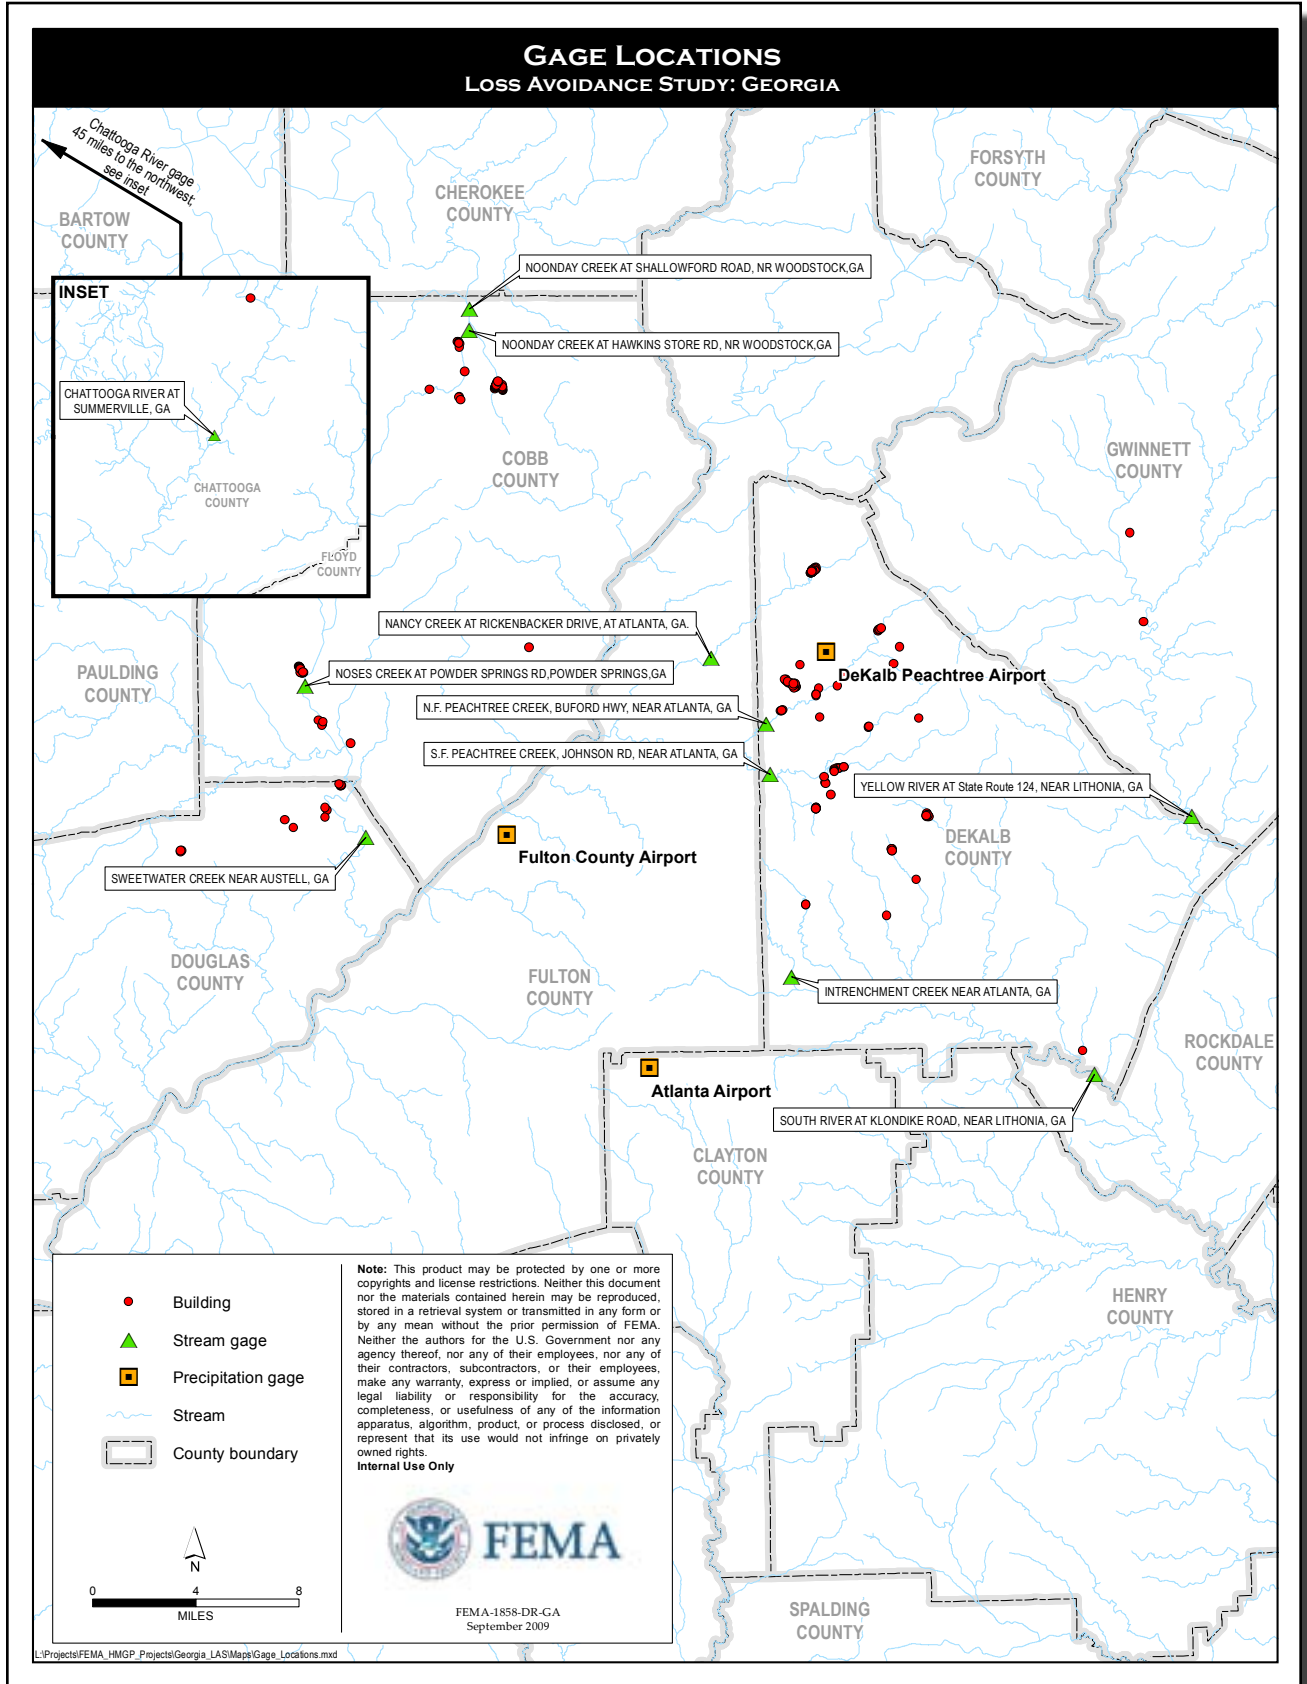 GAGE LOCATIONS
LOSS AVOIDANCE STUDY: GEORGIA
Chattooga River gage
45 miles to the northwest;
see inset
BARTOW
COUNTY
CHEROKEE
COUNTY
FORSYTH
COUNTY
NOONDAY CREEK AT SHALLOWFORD ROAD, NR WOODSTOCK,GA
NOONDAY CREEK AT HAWKINS STORE RD, NR WOODSTOCK,GA
INSET
CHATTOOGA RIVER AT
SUMMERVILLE, GA
CHATTOOGA
COUNTY
FLOYD
COUNTY
COBB
COUNTY
GWINNETT
COUNTY
NANCY CREEK AT RICKENBACKER DRIVE, AT ATLANTA, GA.
PAULDING
COUNTY
NOSES CREEK AT POWDER SPRINGS RD,POWDER SPRINGS,GA
DeKalb Peachtree Airport
N.F. PEACHTREE CREEK, BUFORD HWY, NEAR ATLANTA, GA
S.F. PEACHTREE CREEK, JOHNSON RD, NEAR ATLANTA, GA
YELLOW RIVER AT State Route 124, NEAR LITHONIA, GA
DEKALB
COUNTY
Fulton County Airport
SWEETWATER CREEK NEAR AUSTELL, GA
DOUGLAS
COUNTY
FULTON
COUNTY
INTRENCHMENT CREEK NEAR ATLANTA, GA
ROCKDALE
COUNTY
Atlanta Airport
SOUTH RIVER AT KLONDIKE ROAD, NEAR LITHONIA, GA
CLAYTON
COUNTY
HENRY
COUNTY
SPALDING
COUNTY
Building
Stream gage
Precipitation gage
Stream
County boundary
N
0 4 8
MILES
Note: This product may be protected by one or more
copyrights and license restrictions. Neither this document
nor the materials contained herein may be reproduced,
stored in a retrieval system or transmitted in any form or
by any mean without the prior permission of FEMA.
Neither the authors for the U.S. Government nor any
agency thereof, nor any of their employees, nor any of
their contractors, subcontractors, or their employees,
make any warranty, express or implied, or assume any
legal liability or responsibility for the accuracy,
completeness, or usefulness of any of the information
apparatus, algorithm, product, or process disclosed, or
represent that its use would not infringe on privately
owned rights.
Internal Use Only
FEMA
FEMA-1858-DR-GA
September 2009
L:\Projects\FEMA_HMGP_Projects\Georgia_LAS\Maps\Gage_Locations.mxd